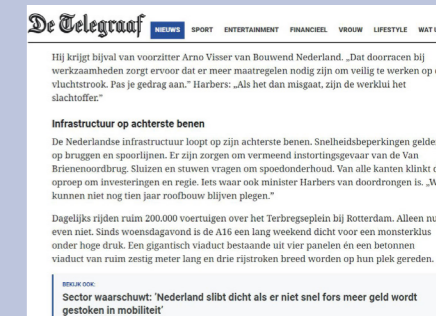 De Telegraaf NIEUWS SPORT ENTERTAINMENT FINANCIEEL VROUW LIFESTYLE WAT U
Hij krijgt bijval van voorzitter Arno Visser van Bouwend Nederland. „Dat doorracen bij
werkzaamheden zorgt ervoor dat er meer maatregelen nodig zijn om veilig te werken op
vluchtstrook. Pas je gedrag aan.” Harbers: „Als het dan misgaat, zijn de werklui het
slachtoffer.”
Infrastructuur op achterste benen
De Nederlandse infrastructuur loopt op zijn achterste benen. Snelheidsbeperkingen gelden
op bruggen en spoorlijnen. Er zijn zorgen om vermeend instortingsgevaar van de Van
Brienenoordbrug. Sluizen en stuwen vragen om spoedonderhoud. Van alle kanten klinkt
oproep om investeringen en regie. Iets waar ook minister Harbers van doordrongen is. „W
kunnen niet nog tien jaar roofbouw blijven plegen.”
Dagelijks rijden ruim 200.000 voertuigen over het Terbregseplein bij Rotterdam. Alleen nu
even niet. Sinds woensdagavond is de A16 een lang weekend dicht voor een monsterklus
onder hoge druk. Een gigantisch viaduct bestaande uit vier panelen én een betonnen
viaduct van ruim zestig meter lang en drie rijstroken breed worden op hun plek gereden.
BEKIJK OOK:
Sector waarschuwt: ‘Nederland slibt dicht als er niet snel fors meer geld wordt
gestoken in mobiliteit’